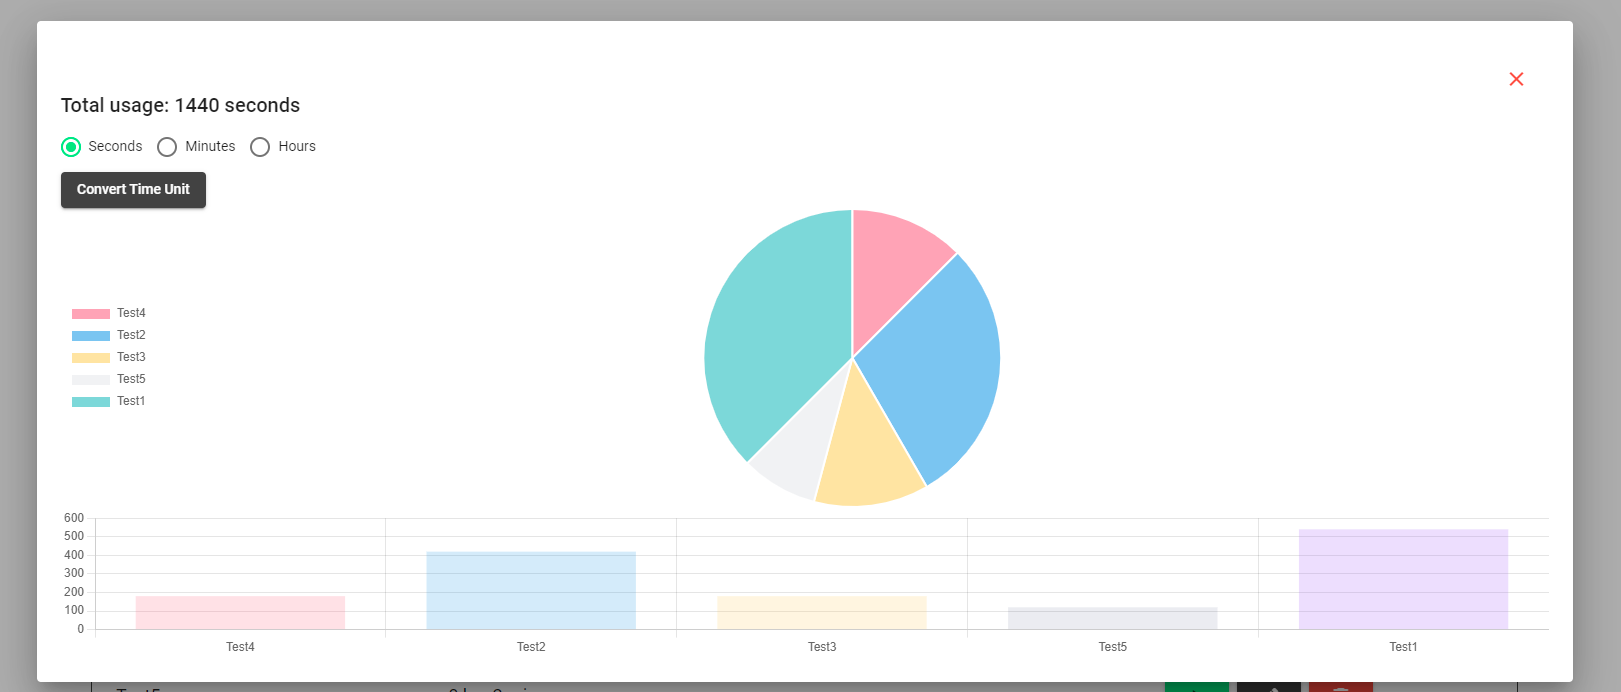 Total usage: 1440 seconds
Seconds Minutes Hours
Convert Time Unit
Test4
Test2
Test3
Test5
Test1
600
500
400
300
200
100
0
Test4 Test2 Test3 Test5 Test1